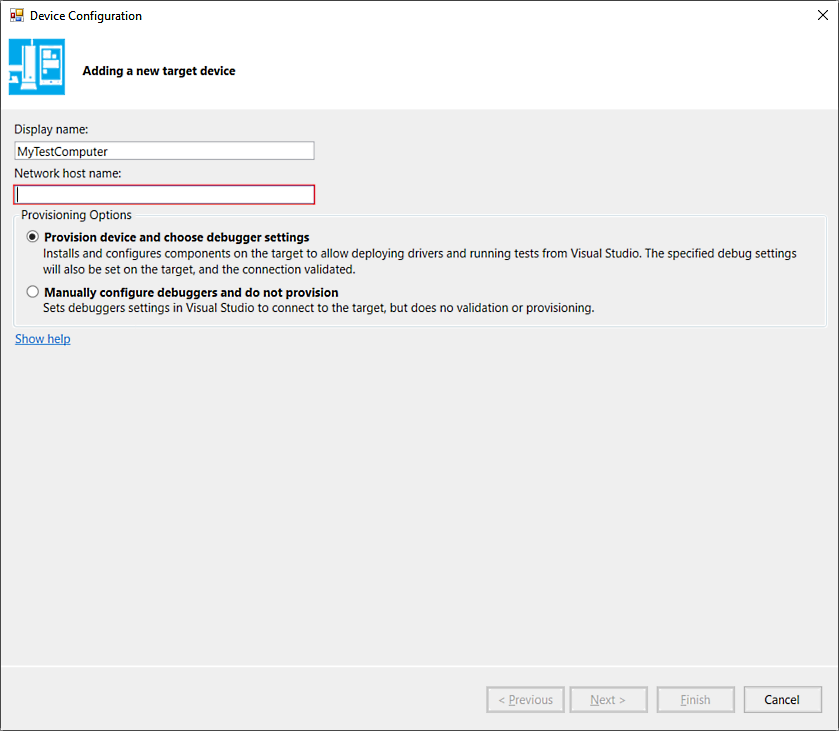 Device Configuration
Adding a new target device
Display name:
MyTestComputer
Network host name:
Provisioning Options
Provision device and choose debugger settings
Installs and configures components on the target to allow deploying drivers and running tests from Visual Studio. The specified debug settings
will also be set on the target, and the connection validated.
Manually configure debuggers and do not provision
Sets debuggers settings in Visual Studio to connect to the target, but does no validation or provisioning.
Show help
< Previous
Next >
Finish
Cancel